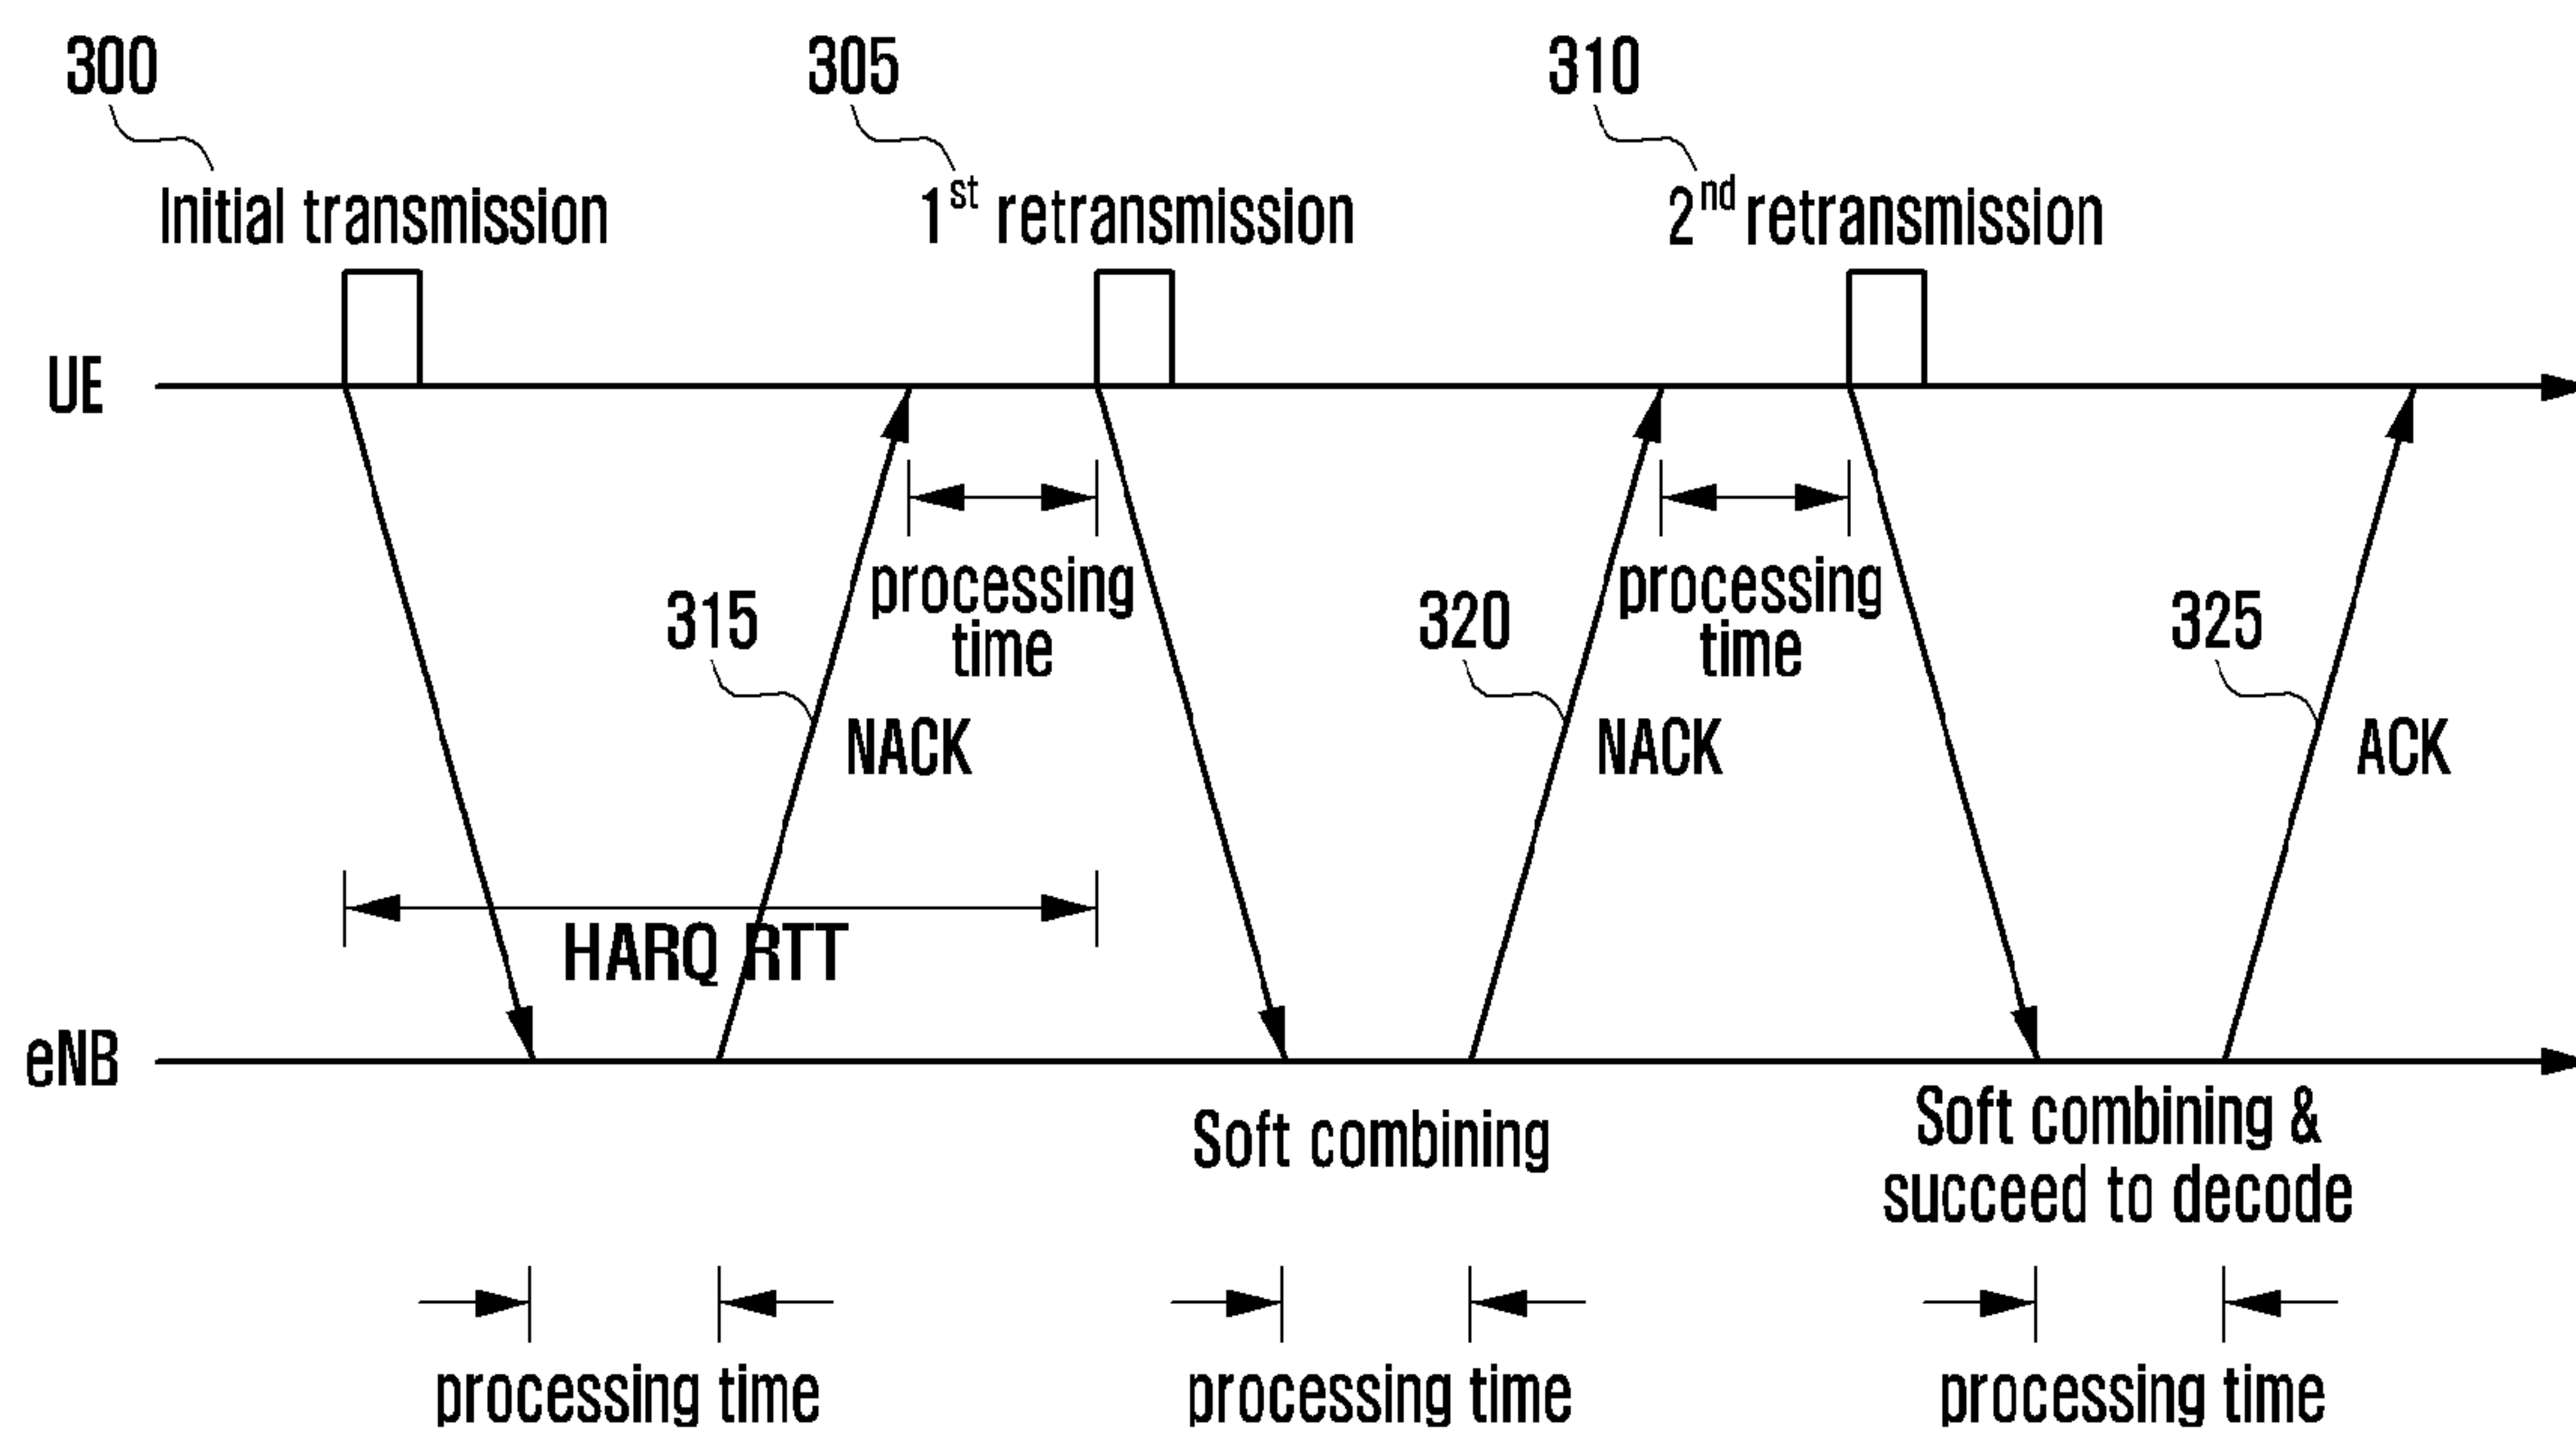 300
305
310
Initial transmission
1st retransmission
2nd retransmission
UE
processing
time
processing
time
315
320
325
NACK
NACK
ACK
HARQ RTT
eNB
Soft combining
Soft combining &
succeed to decode
processing time
processing time
processing time